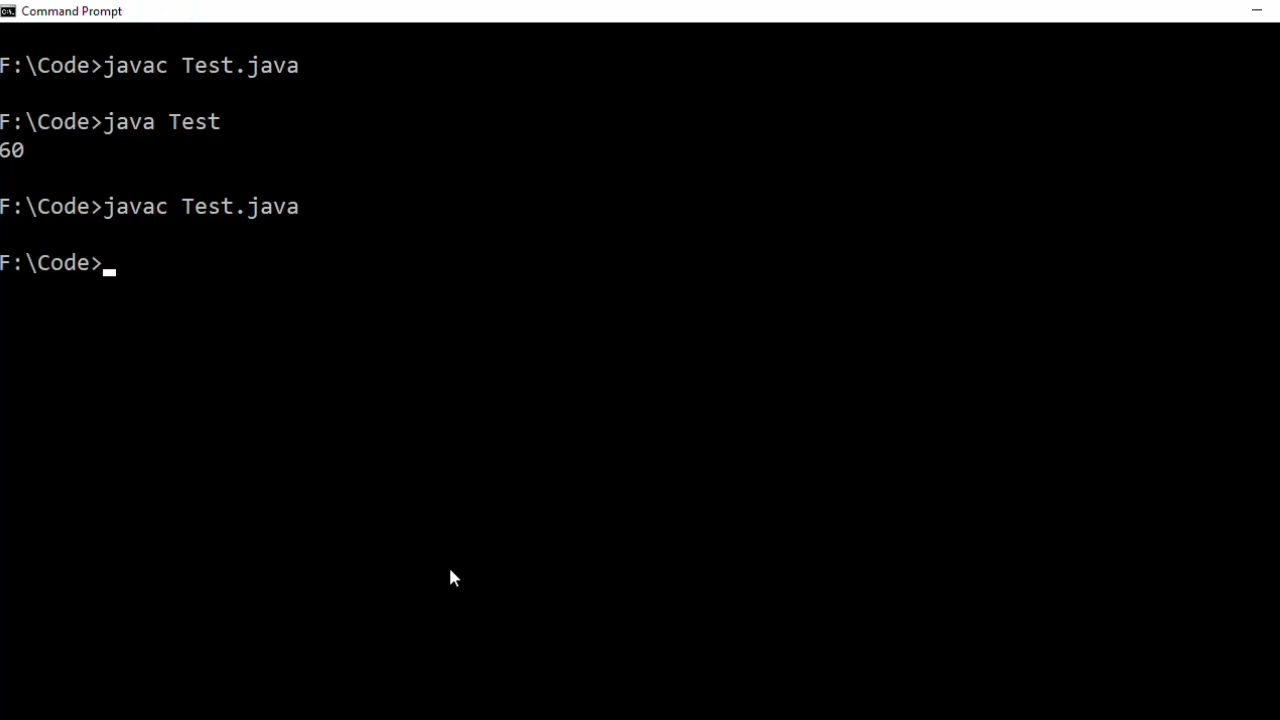 Command Prompt
F:\Code>javac Test.java
F:\Code>java Test
60
F:\Code>javac Test.java
F:\Code>